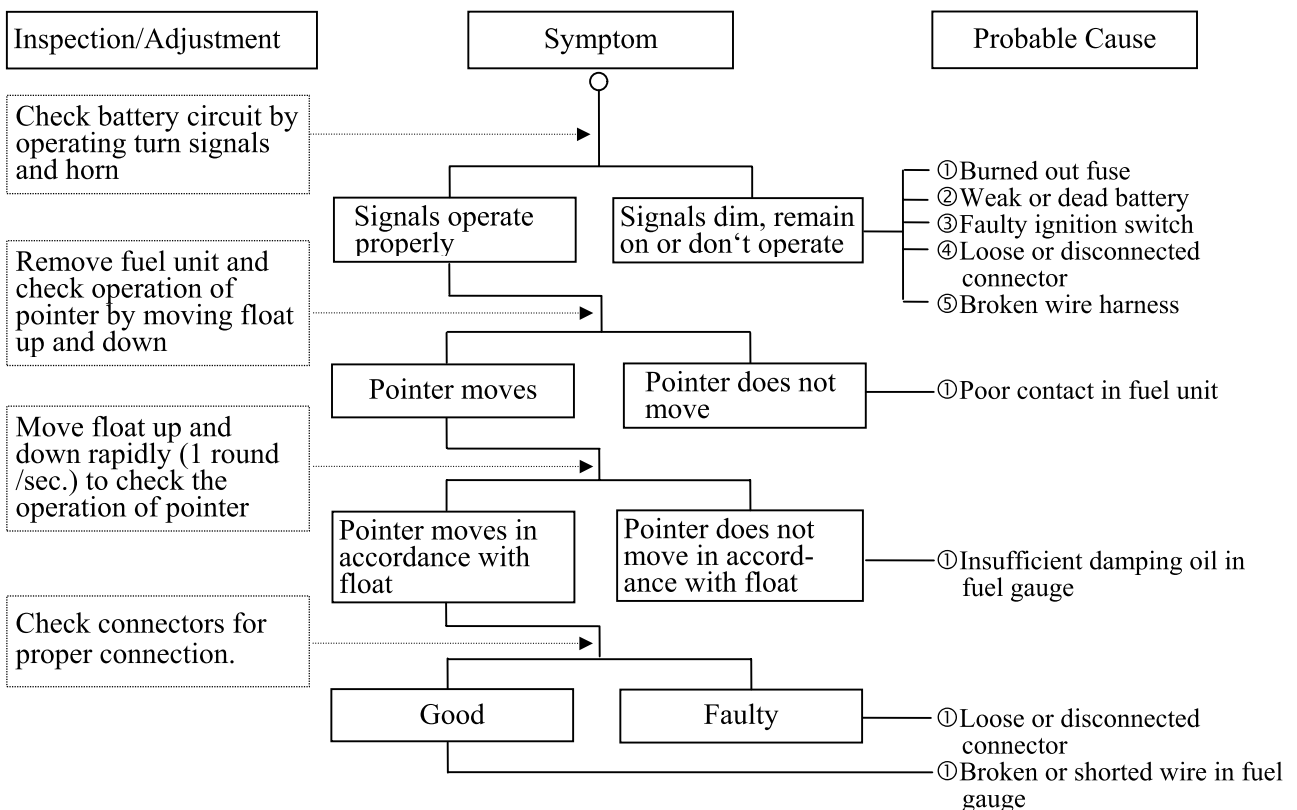 Inspection/Adjustment
Symptom
Probable Cause
Check battery circuit by
operating turn signals
and horn
Signals operate
properly
Signals dim, remain
on or don‘t operate
①Burned out fuse
②Weak or dead battery
③Faulty ignition switch
④Loose or disconnected
connector
⑤Broken wire harness
Remove fuel unit and
check operation of
pointer by moving float
up and down
Pointer moves
Pointer does not
move
①Poor contact in fuel unit
Move float up and
down rapidly (1 round
/sec.) to check the
operation of pointer
Pointer moves in
accordance with
float
Pointer does not
move in accord-
ance with float
①Insufficient damping oil in
fuel gauge
Check connectors for
proper connection.
Good
Faulty
①Loose or disconnected
connector
①Broken or shorted wire in fuel
gauge